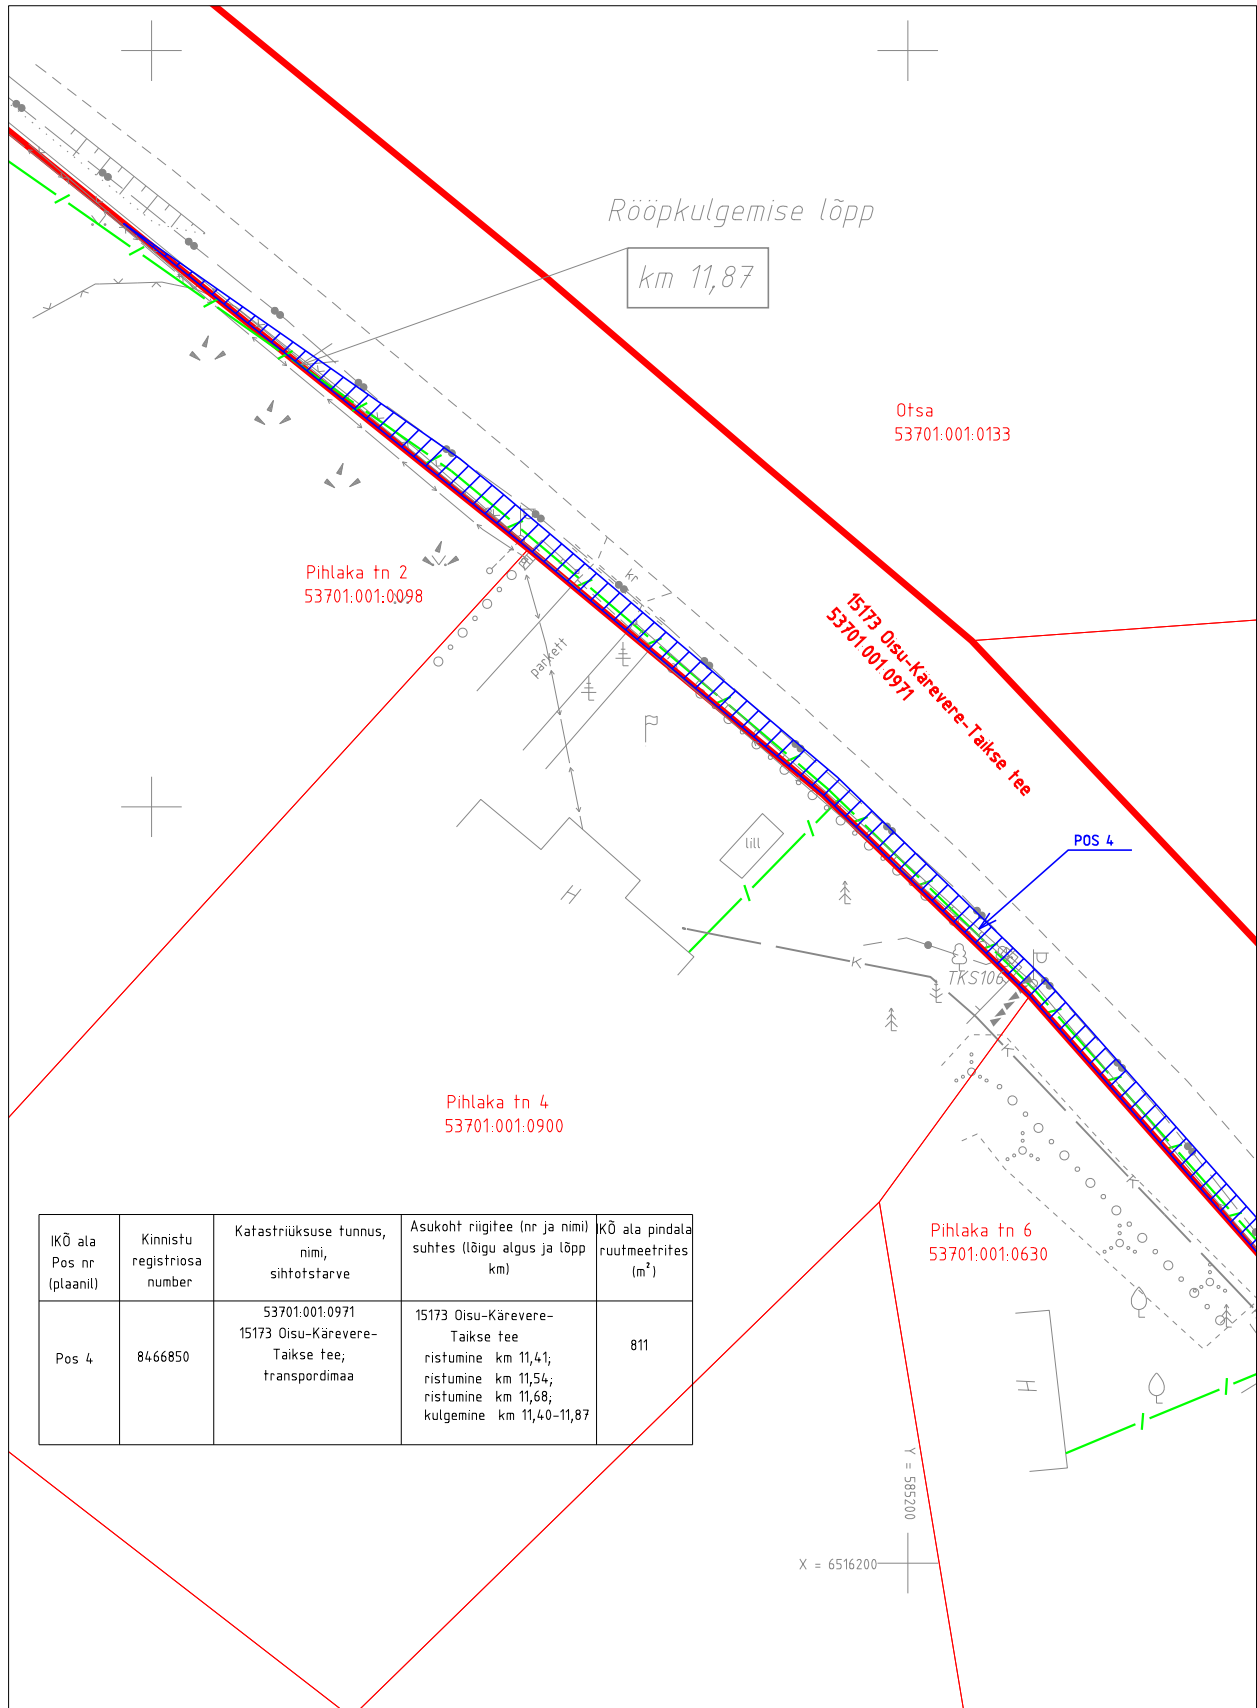 Rööpkulgemise lõpp
km 11,87
Otsa
53701:001:0133
Pihlaka tn 2
53701:001:0098
kr
parkett
15173 Oisu-Kärevere-Taikse tee
53701:001:0971
POS 4
lill
H
K
TKS106
K
K
Pihlaka tn 4
53701:001:0900
Pihlaka tn 6
53701:001:0630
H
IKÕ ala
Pos nr
(plaanil)
Kinnistu
registriosa
number
Katastriüksuse tunnus,
nimi,
sihtotstarve
Asukoht riigitee (nr ja nimi)
suhtes (lõigu algus ja lõpp
km)
IKÕ ala pindala
ruutmeetrites
(m²)
Pos 4
8466850
53701:001:0971
15173 Oisu-Kärevere-
Taikse tee;
transpordimaa
15173 Oisu-Kärevere-
Taikse tee
ristumine km 11,41;
ristumine km 11,54;
ristumine km 11,68;
kulgemine km 11,40-11,87
811
Y = 585200
X = 6516200